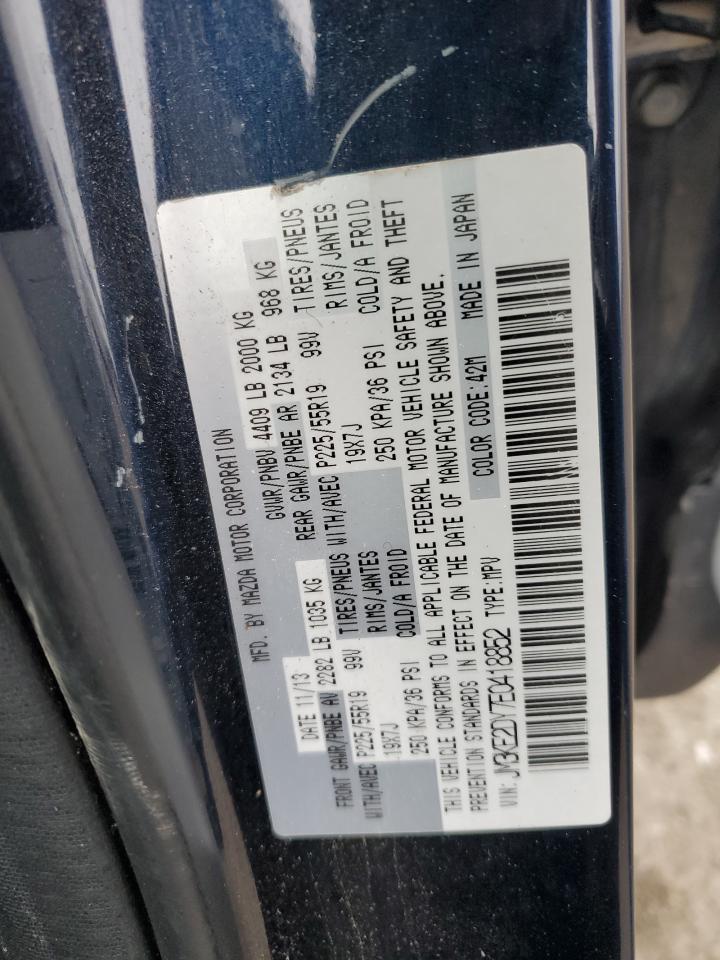 MFD. BY MAZDA MOTOR CORPORATION
DATE 11/13 GVWR/PNBV 4409 LB 2000 KG
FRONT GAWR/PNBE AV 2282 LB 1035 KG REAR GAWR/PNBE AR 2134 LB 968 KG
WITH/AVEC P225/55R19 99V TIRES/PNEUS WITH/AVEC P225/55R19 99V TIRES/PNEUS
19X7J RIMS/JANTES 19X7J RIMS/JANTES
250 KPA/36 PSI COLD/A FROID 250 KPA/36 PSI COLD/A FROID
THIS VEHICLE CONFORMS TO ALL APPLICABLE FEDERAL MOTOR VEHICLE SAFETY AND THEFT
PREVENTION STANDARDS IN EFFECT ON THE DATE OF MANUFACTURE SHOWN ABOVE.
VIN: JM3KE2DY7E0418852 TYPE:MPV COLOR CODE:42M MADE IN JAPAN